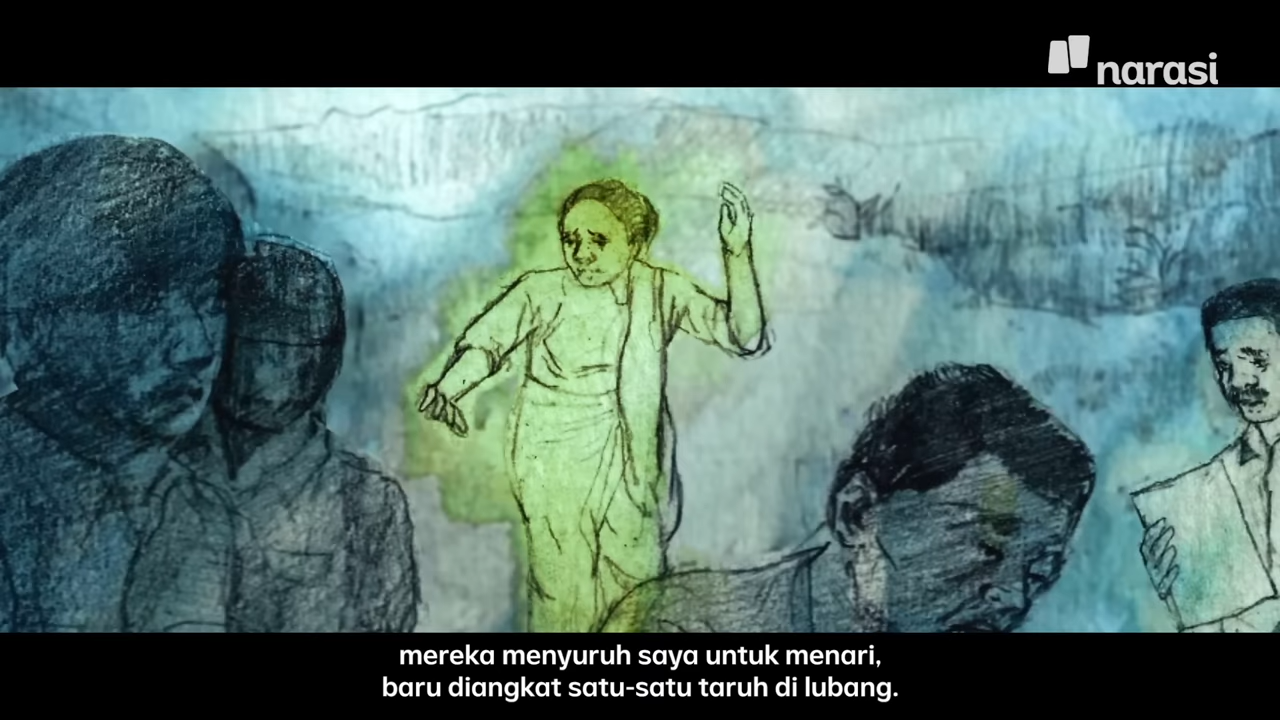 narasi
mereka menyuruh saya untuk menari,
baru diangkat satu-satu taruh di lubang.